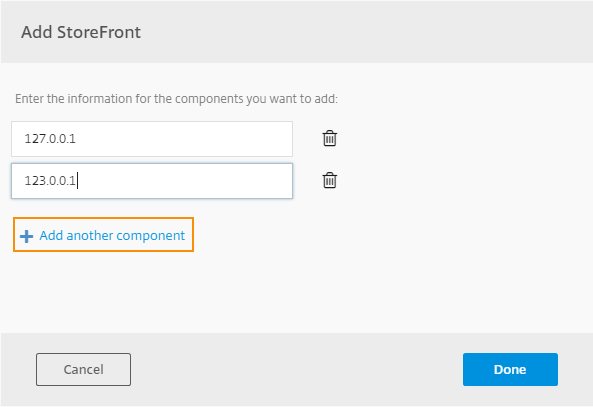 Add StoreFront
Enter the information for the components you want to add:
127.0.0.1
123.0.0.1
Add another component
Cancel
Done